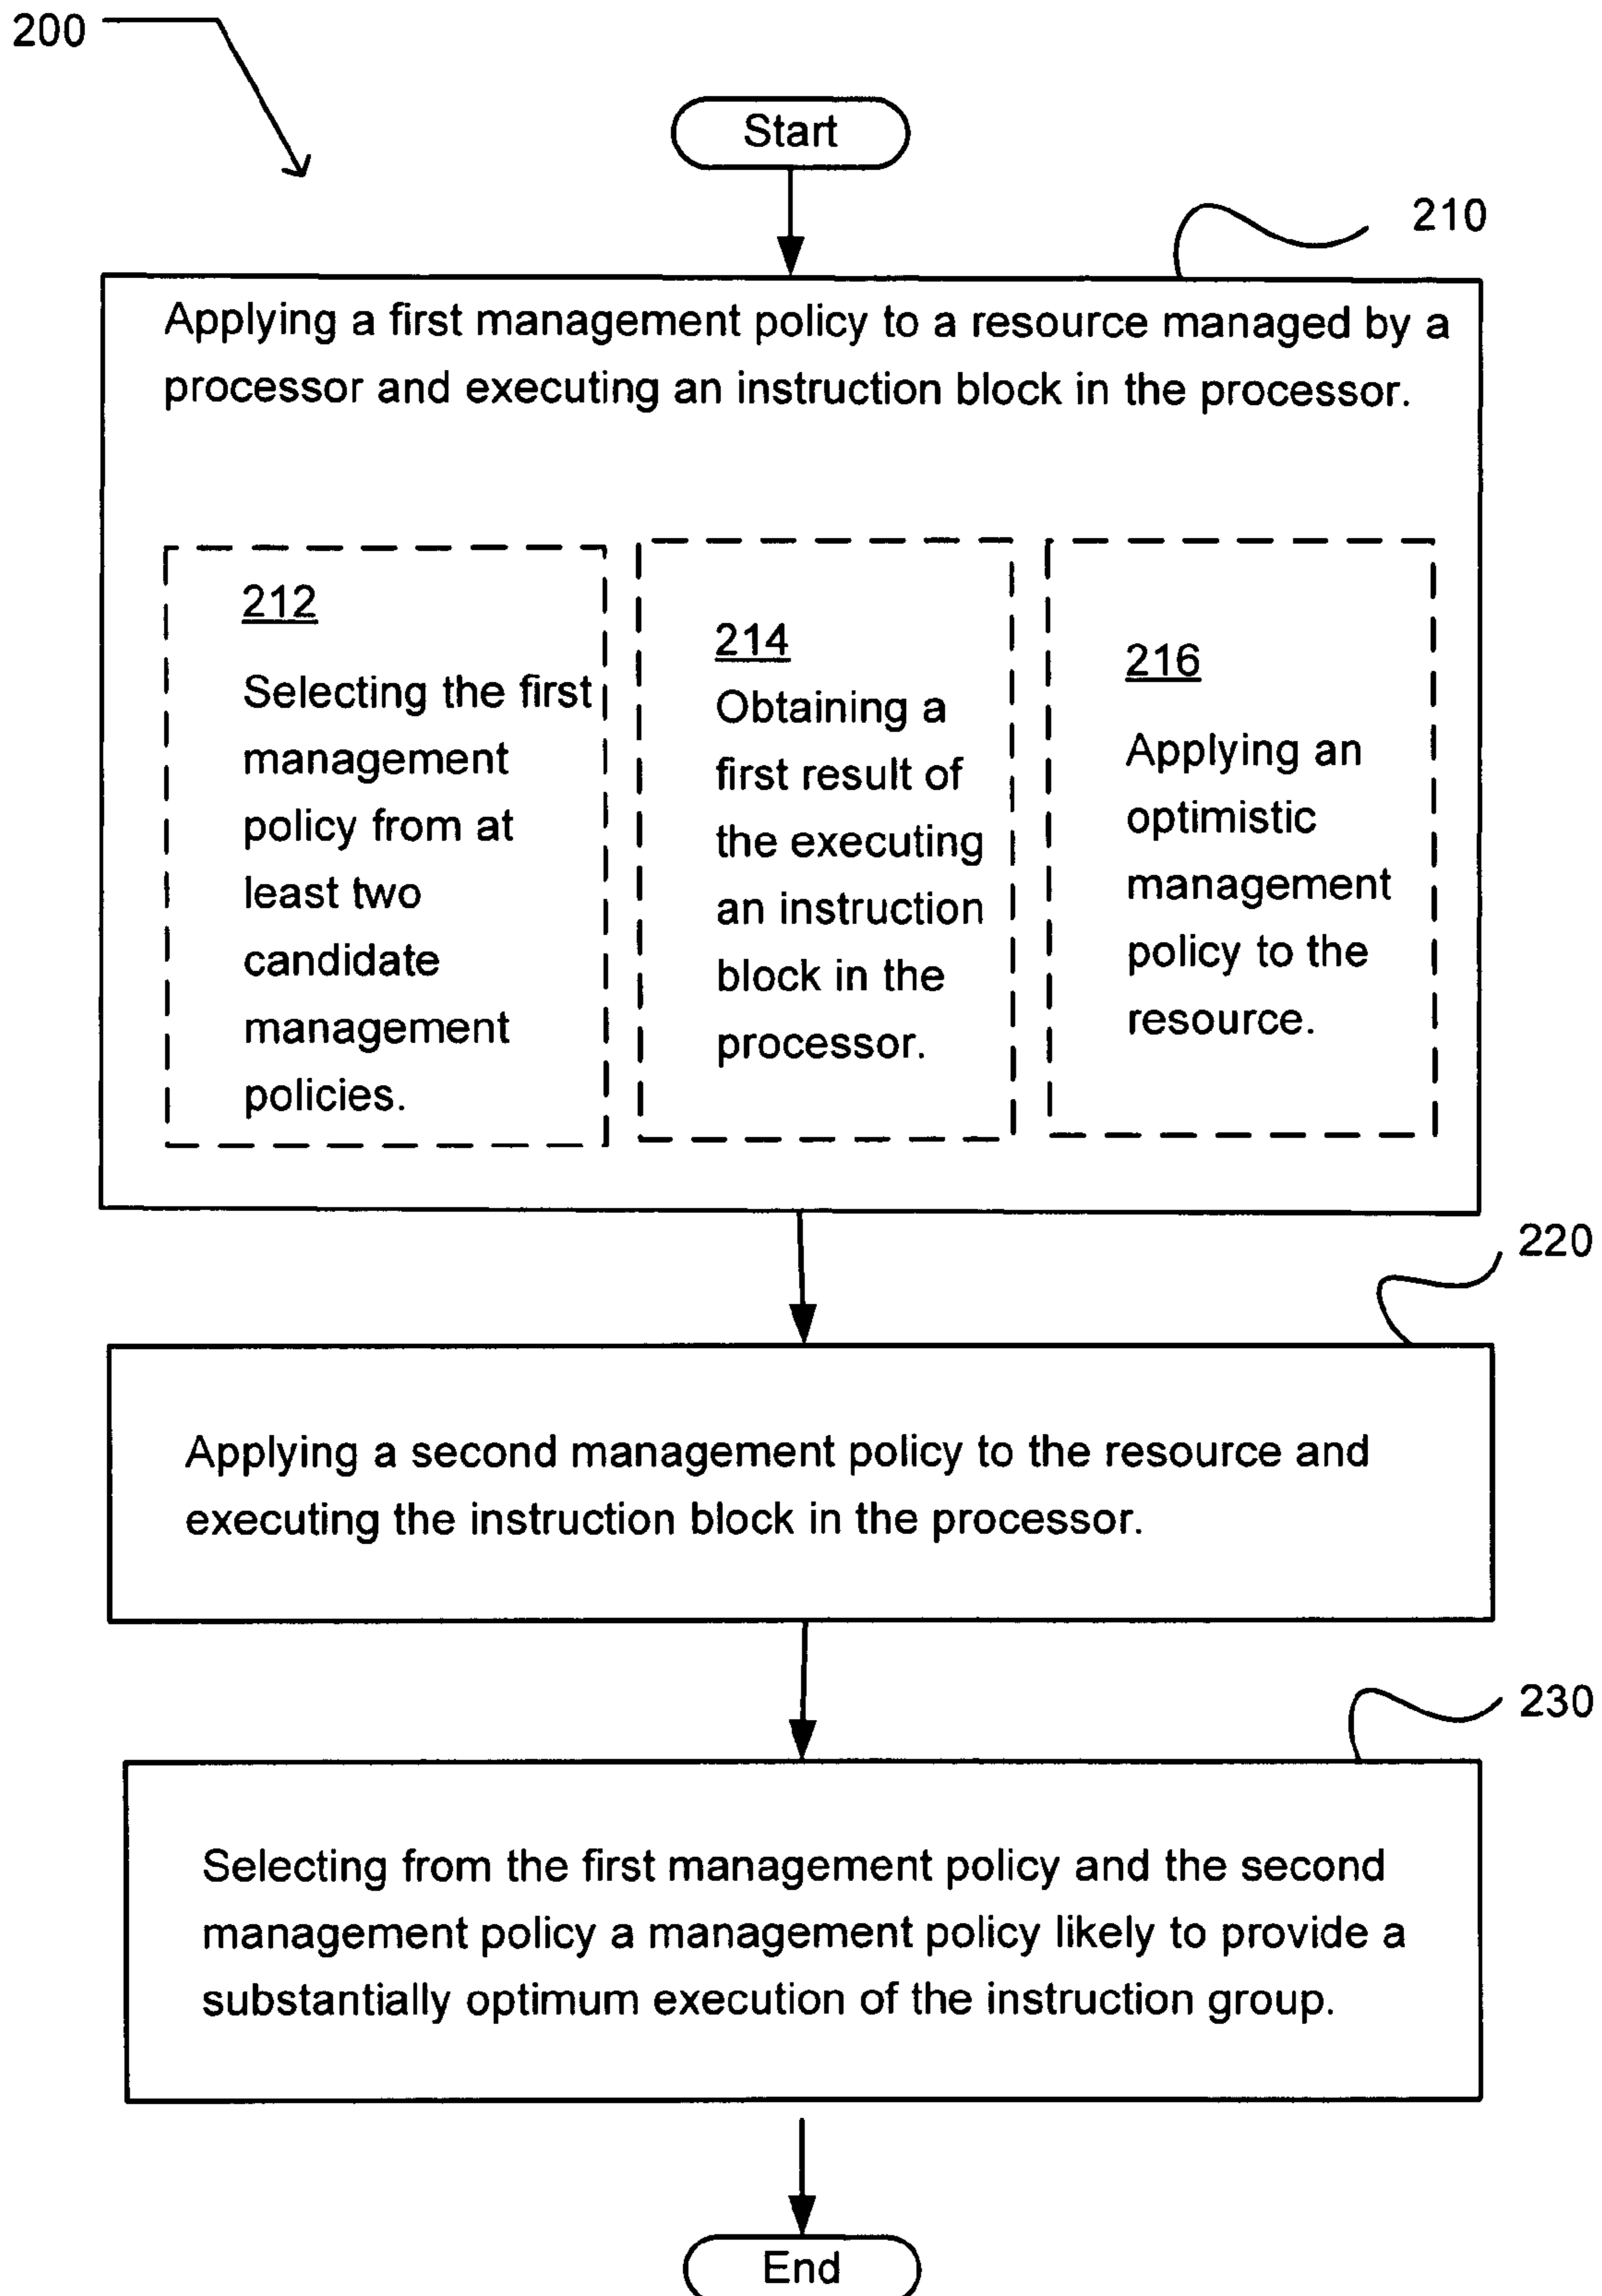 200
Start
210
Applying a first management policy to a resource managed by a
processor and executing an instruction block in the processor.
212
Selecting the first
management
policy from at
least two
candidate
management
policies.
214
Obtaining a
first result of
the executing
an instruction
block in the
processor.
216
Applying an
optimistic
management
policy to the
resource.
220
Applying a second management policy to the resource and
executing the instruction block in the processor.
230
Selecting from the first management policy and the second
management policy a management policy likely to provide a
substantially optimum execution of the instruction group.
End